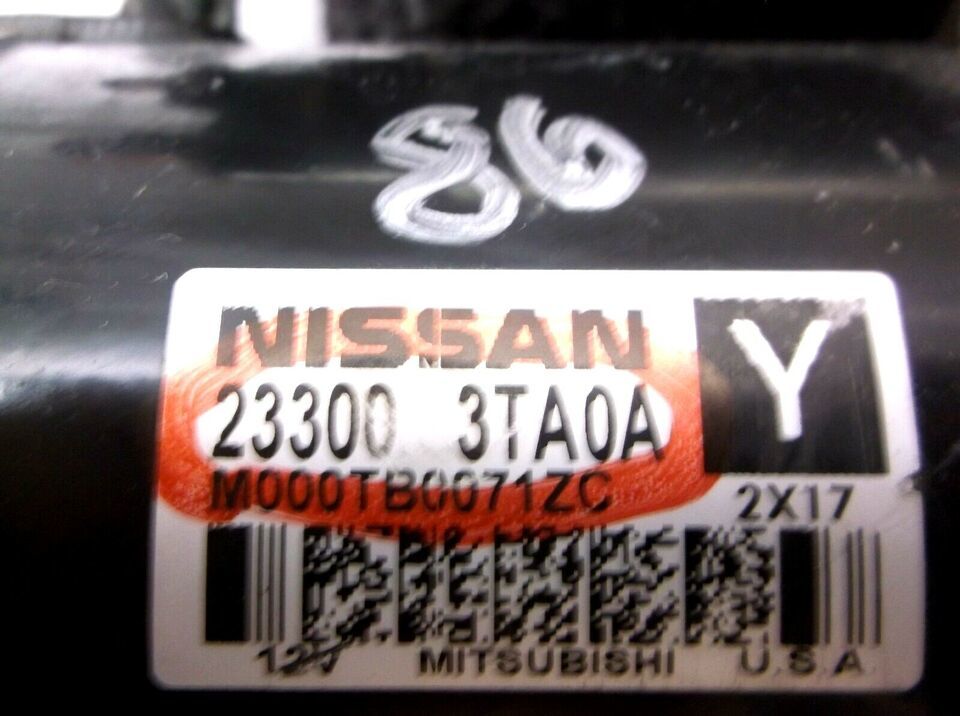 86
NISSAN
Y
23300 3TA0A
M000TB0071ZC
2X17
12V MITSUBISHI U.S.A